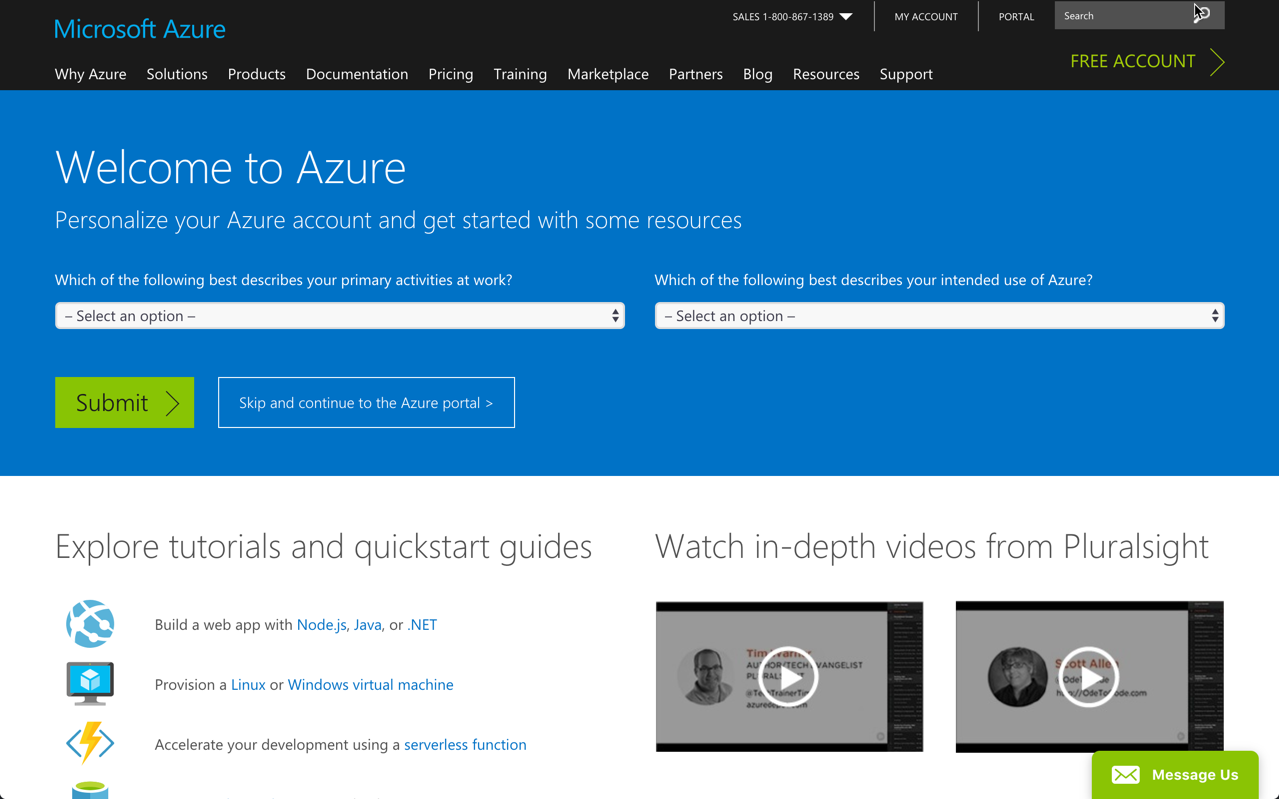 Microsoft Azure
SALES 1-800-867-1389
MY ACCOUNT
PORTAL
Search
Why Azure Solutions Products Documentation Pricing Training Marketplace Partners Blog Resources Support
FREE ACCOUNT
Welcome to Azure
Personalize your Azure account and get started with some resources
Which of the following best describes your primary activities at work?
– Select an option –
Which of the following best describes your intended use of Azure?
– Select an option –
Submit
Skip and continue to the Azure portal >
Explore tutorials and quickstart guides
Build a web app with Node.js, Java, or .NET
Provision a Linux or Windows virtual machine
Accelerate your development using a serverless function
Watch in-depth videos from Pluralsight
Tim Warner
AUTHOR/TECH EVANGELIST
@TechTrainerTim
Scott Allen
OdeToCode
http://OdeToCode.com
Message Us